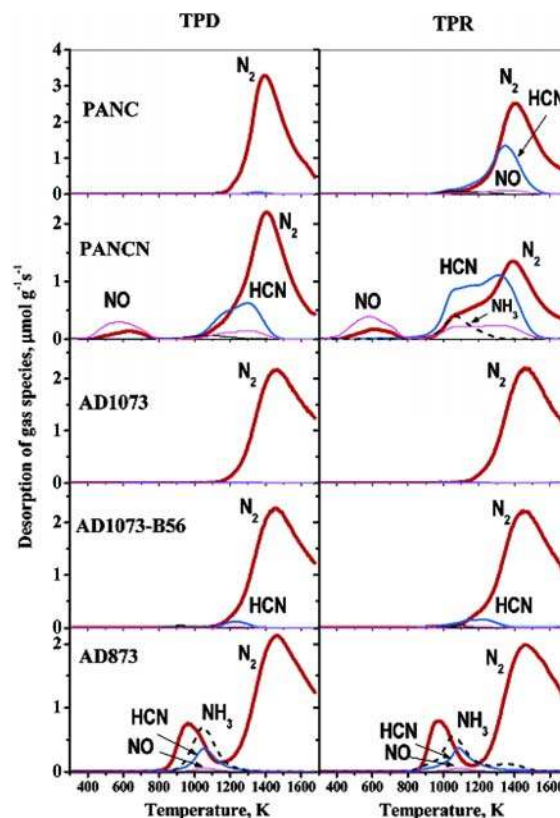 TPD TPR
4
3
2
1
0
PANC
N₂
N₂
HCN
NO
2
1
0
PANCN
NO
N₂
HCN
NO
HCN
N₂
NH₃
2
1
0
AD1073
N₂
N₂
2
1
0
AD1073-B56
N₂
HCN
N₂
HCN
2
1
0
AD873
N₂
HCN
NH₃
NO
N₂
HCN
NH₃
NO
400 600 800 1000 1200 1400 1600 400 600 800 1000 1200 1400 1600
Temperature, K Temperature, K
Desorption of gas species, μmol g⁻¹ s⁻¹